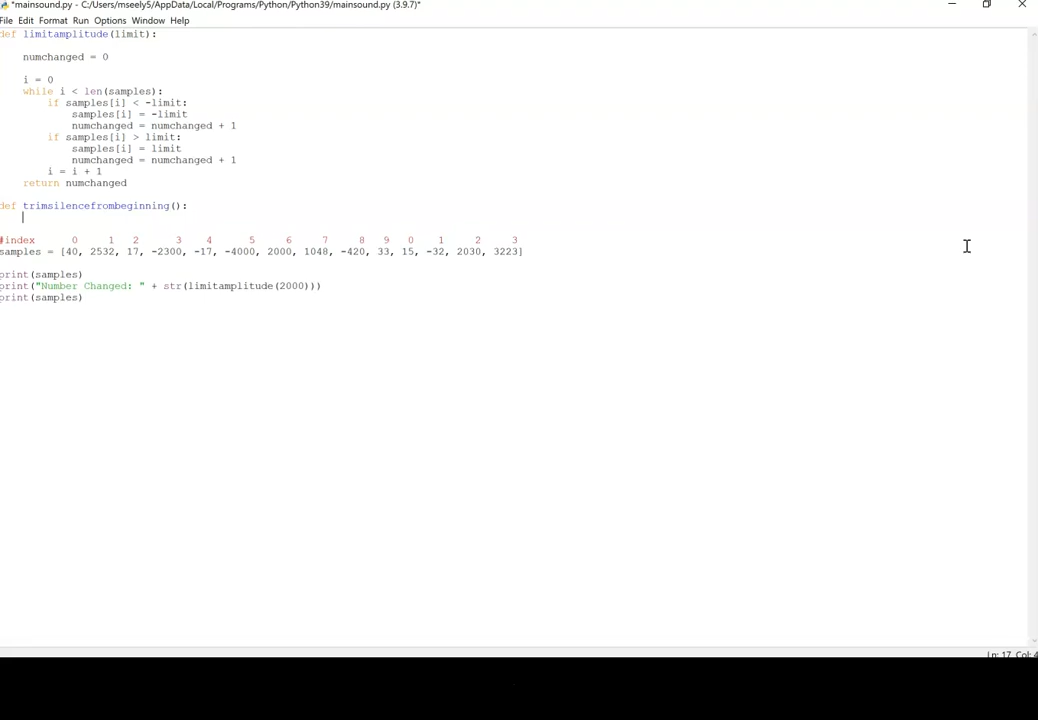 *mainsound.py - C:/Users/mseely5/AppData/Local/Programs/Python/Python39/mainsound.py (3.9.7)*
File Edit Format Run Options Window Help
def limitamplitude(limit):
    numchanged = 0
    i = 0
    while i < len(samples):
        if samples[i] < -limit:
            samples[i] = -limit
            numchanged = numchanged + 1
        if samples[i] > limit:
            samples[i] = limit
            numchanged = numchanged + 1
        i = i + 1
    return numchanged
def trimsilencefrombeginning():
#index 0 1 2 3 4 5 6 7 8 9 0 1 2 3
samples = [40, 2532, 17, -2300, -17, -4000, 2000, 1048, -420, 33, 15, -32, 2030, 3223]
print(samples)
print("Number Changed: " + str(limitamplitude(2000)))
print(samples)
Ln: 17 Col: 4